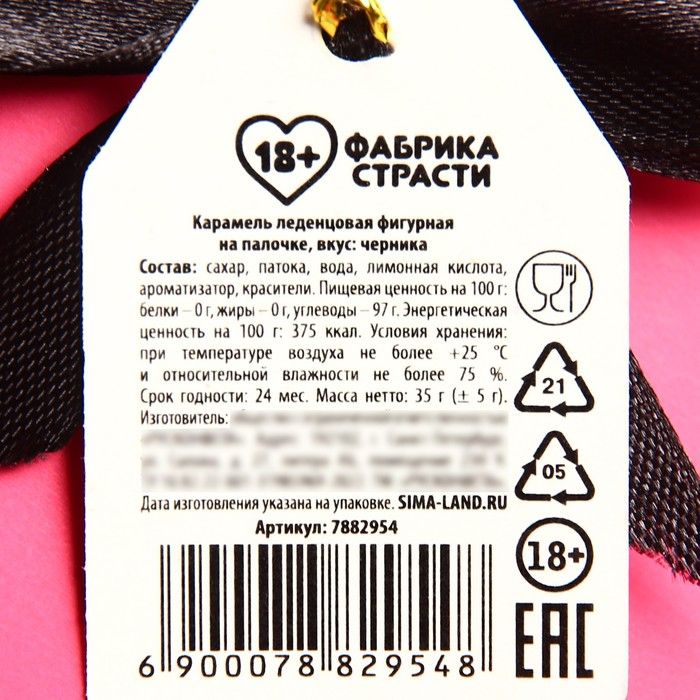 18+ ФАБРИКА
СТРАСТИ
Карамель леденцовая фигурная
на палочке, вкус: черника
Состав: сахар, патока, вода, лимонная кислота,
ароматизатор, красители. Пищевая ценность на 100 г:
белки – 0 г, жиры – 0 г, углеводы – 97 г. Энергетическая
ценность на 100 г: 375 ккал. Условия хранения:
при температуре воздуха не более +25 °C
и относительной влажности не более 75 %.
Срок годности: 24 мес. Масса нетто: 35 г (± 5 г).
Изготовитель:
Дата изготовления указана на упаковке. SIMA-LAND.RU
Артикул: 7882954
6 900078 829548
21
05
18+
EAC